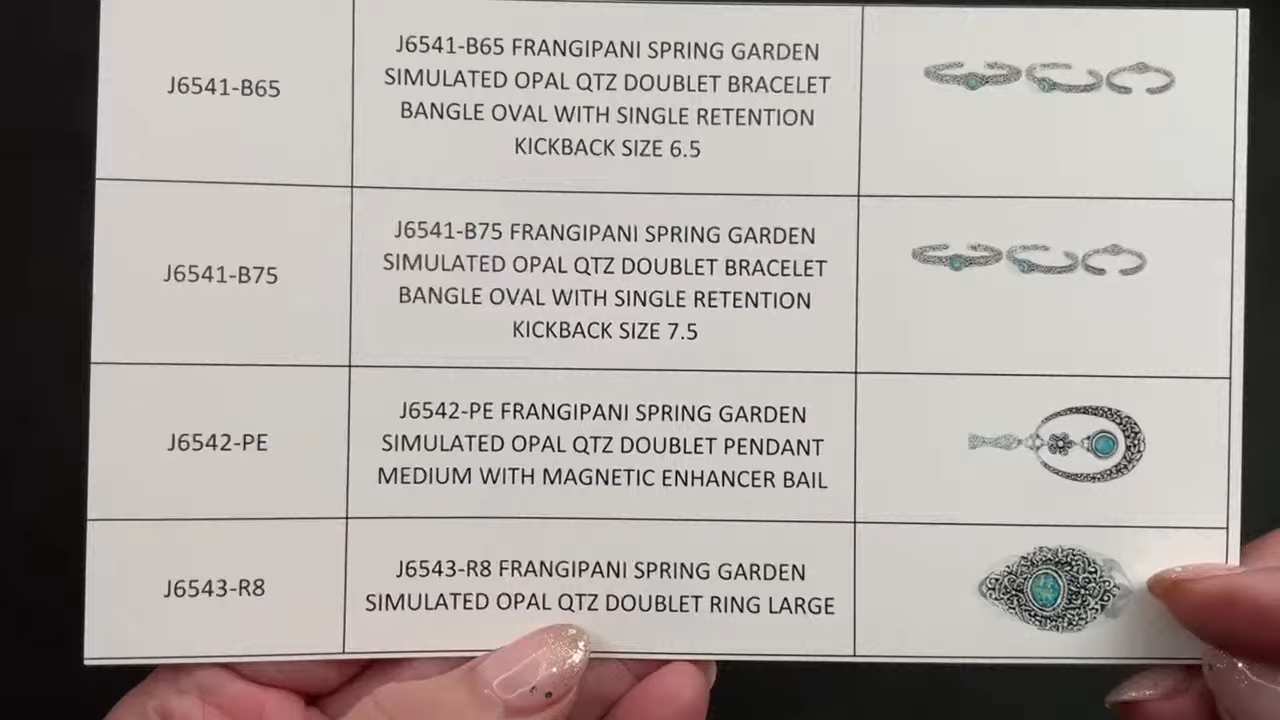 J6541-B65
J6541-B65 FRANGIPANI SPRING GARDEN
SIMULATED OPAL QTZ DOUBLET BRACELET
BANGLE OVAL WITH SINGLE RETENTION
KICKBACK SIZE 6.5
J6541-B75
J6541-B75 FRANGIPANI SPRING GARDEN
SIMULATED OPAL QTZ DOUBLET BRACELET
BANGLE OVAL WITH SINGLE RETENTION
KICKBACK SIZE 7.5
J6542-PE
J6542-PE FRANGIPANI SPRING GARDEN
SIMULATED OPAL QTZ DOUBLET PENDANT
MEDIUM WITH MAGNETIC ENHANCER BAIL
J6543-R8
J6543-R8 FRANGIPANI SPRING GARDEN
SIMULATED OPAL QTZ DOUBLET RING LARGE